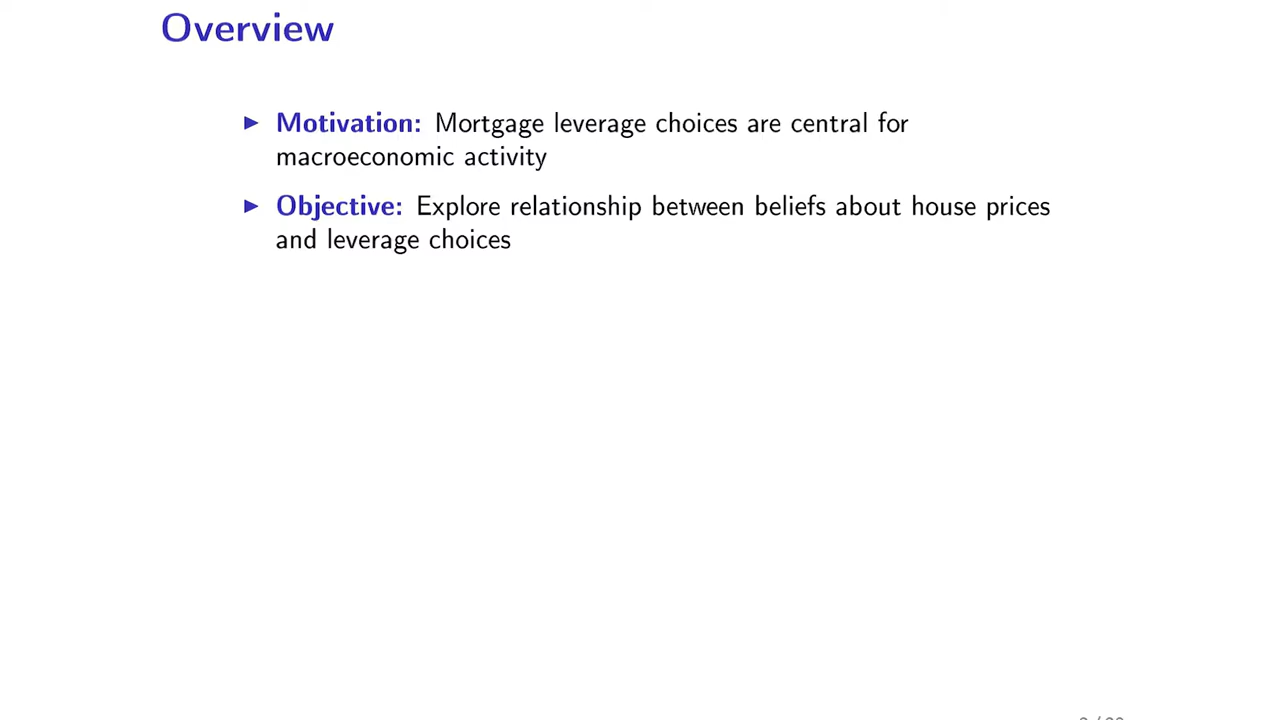 Overview
▶ Motivation: Mortgage leverage choices are central for
macroeconomic activity
▶ Objective: Explore relationship between beliefs about house prices
and leverage choices